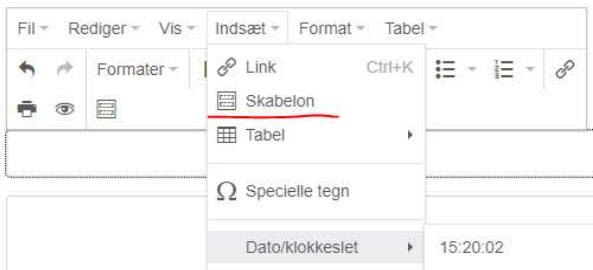 Fil Rediger Vis Indsæt Format Tabel
Formater Link Ctrl+K
Skabelon
Tabel
Specielle tegn
Dato/klokkeslet 15:20:02